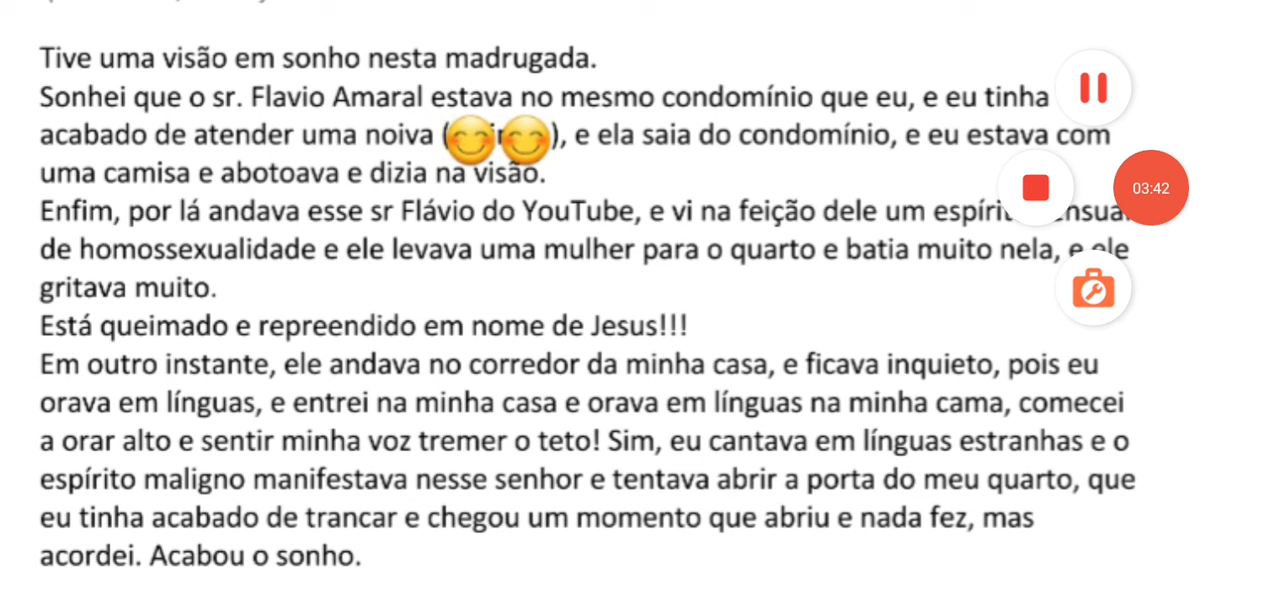 Tive uma visão em sonho nesta madrugada.
Sonhei que o sr. Flavio Amaral estava no mesmo condomínio que eu, e eu tinha
acabado de atender uma noiva (), e ela saia do condomínio, e eu estava com
uma camisa e abotoava e dizia na visão.
Enfim, por lá andava esse sr Flávio do YouTube, e vi na feição dele um
de homossexualidade e ele levava uma mulher para o quarto e batia muito nela, e ele
gritava muito.
Está queimado e repreendido em nome de Jesus!!!
Em outro instante, ele andava no corredor da minha casa, e ficava inquieto, pois eu
orava em línguas, e entrei na minha casa e orava em línguas na minha cama, comecei
a orar alto e sentir minha voz tremer o teto! Sim, eu cantava em línguas estranhas e o
espírito maligno manifestava nesse senhor e tentava abrir a porta do meu quarto, que
eu tinha acabado de trancar e chegou um momento que abriu e nada fez, mas
acordei. Acabou o sonho.
03:42